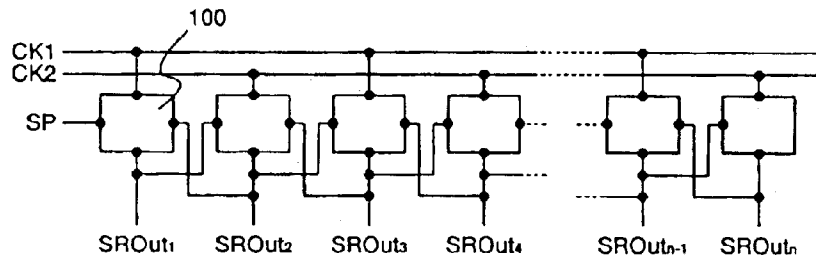 100
CK1
CK2
SP
SROut1 SROut2 SROut3 SROut4 SROutn-1 SROutn